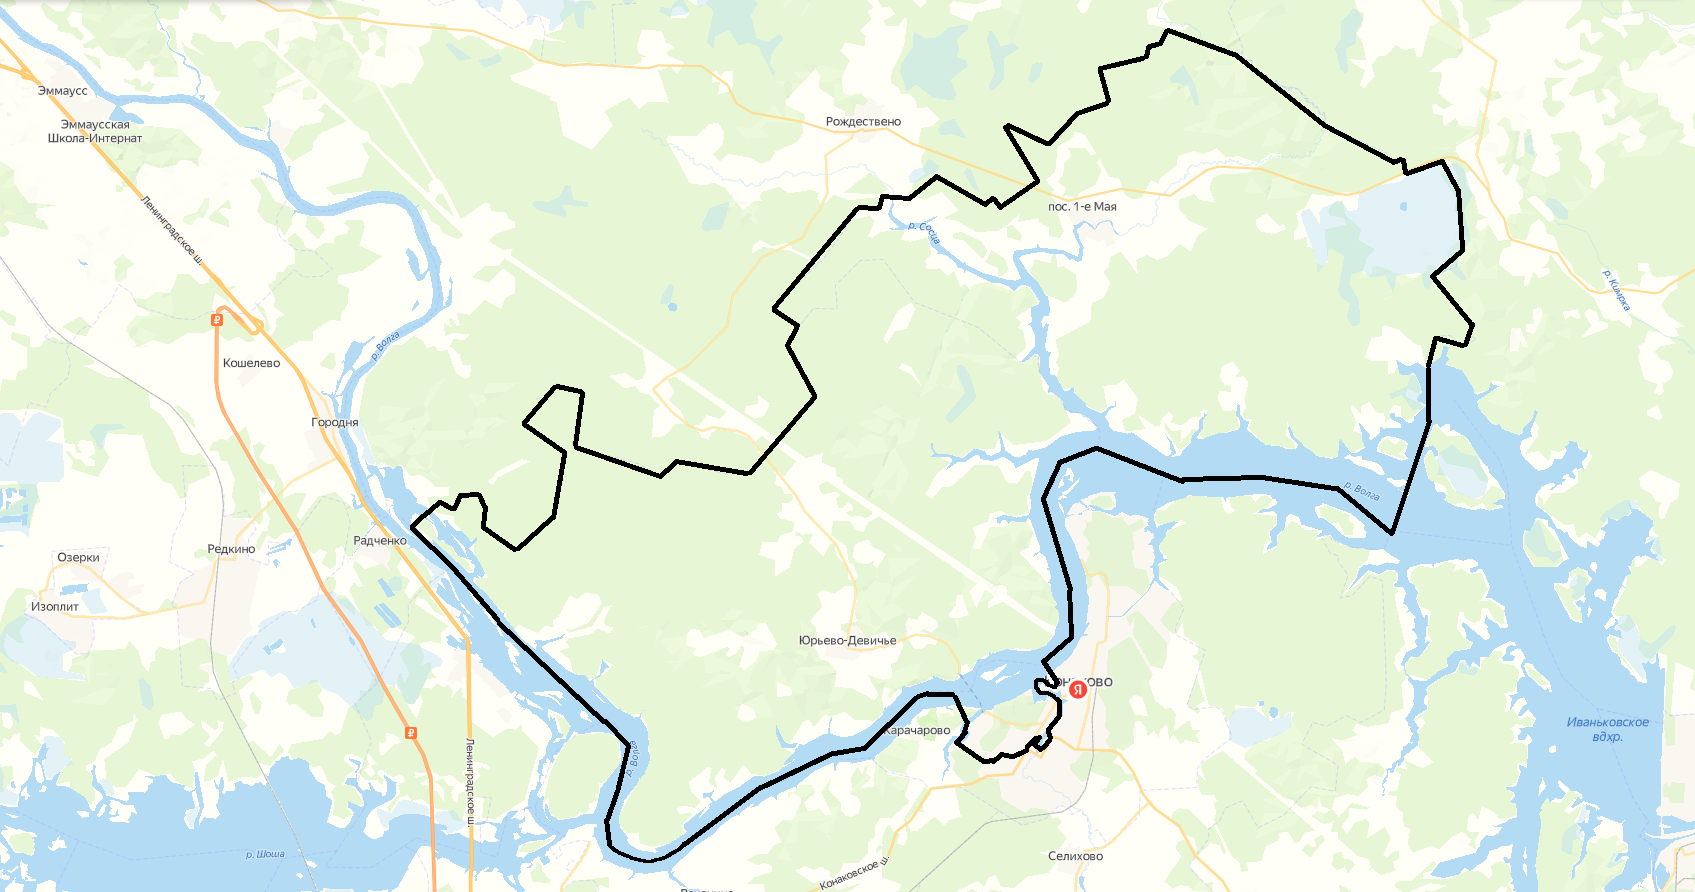 Эммаусс
Эммаусская
Школа-Интернат
Рождествено
Ленинградское ш.
пос. 1-е Мая
р. Сосца
р. Кимрка
р. Волга
Кошелево
Городня
р. Волга
Радченко
Редкино
Озерки
Изоплит
Юрьево-Девичье
Я
Карачарово
Иваньковское
вдхр.
р. Волга
Ленинградское ш.
р. Шоша
Селихово
Конаковское ш.